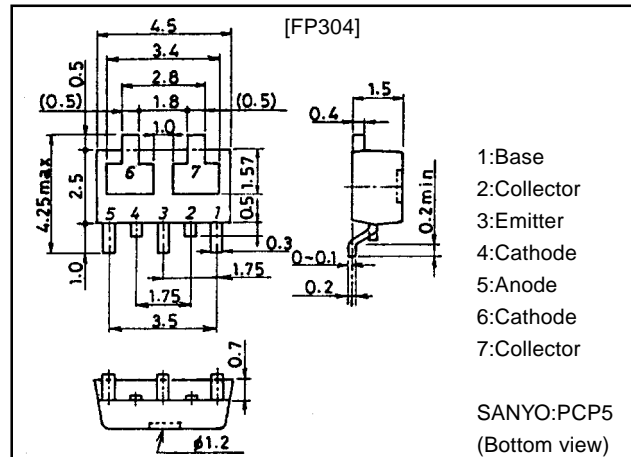 [FP304]
4.5
3.4
2.8
(0.5) 1.8 (0.5)
1.0
0.5
4.25max
2.5
1.0
6 7
1.57
0.5
5 4 3 2 1
0.3
1.75
1.75
3.5
1.5
0.4
0.2min
0~0.1
0.2
0.7
ø1.2
1:Base
2:Collector
3:Emitter
4:Cathode
5:Anode
6:Cathode
7:Collector
SANYO:PCP5
(Bottom view)